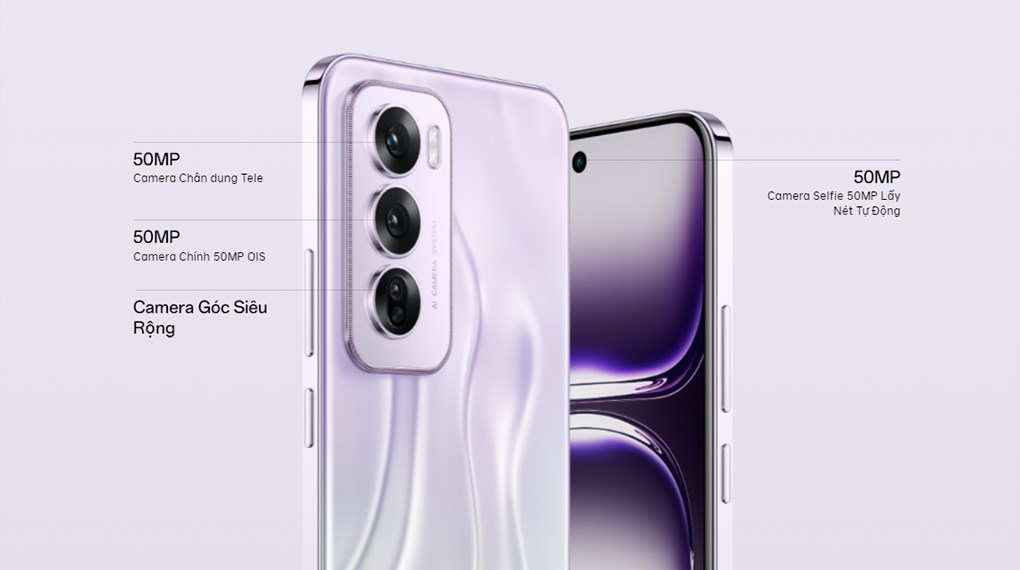 50MP
Camera Chân dung Tele
50MP
Camera Chính 50MP OIS
Camera Góc Siêu
Rộng
AI CAMERA SYSTEM
50MP
Camera Selfie 50MP Lấy
Nét Tự Động